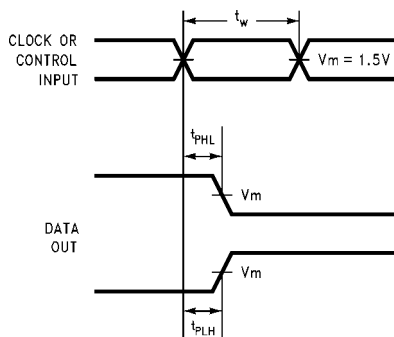 t_w
CLOCK OR
CONTROL
INPUT
Vm = 1.5V
t_PHL
Vm
DATA
OUT
Vm
t_PLH